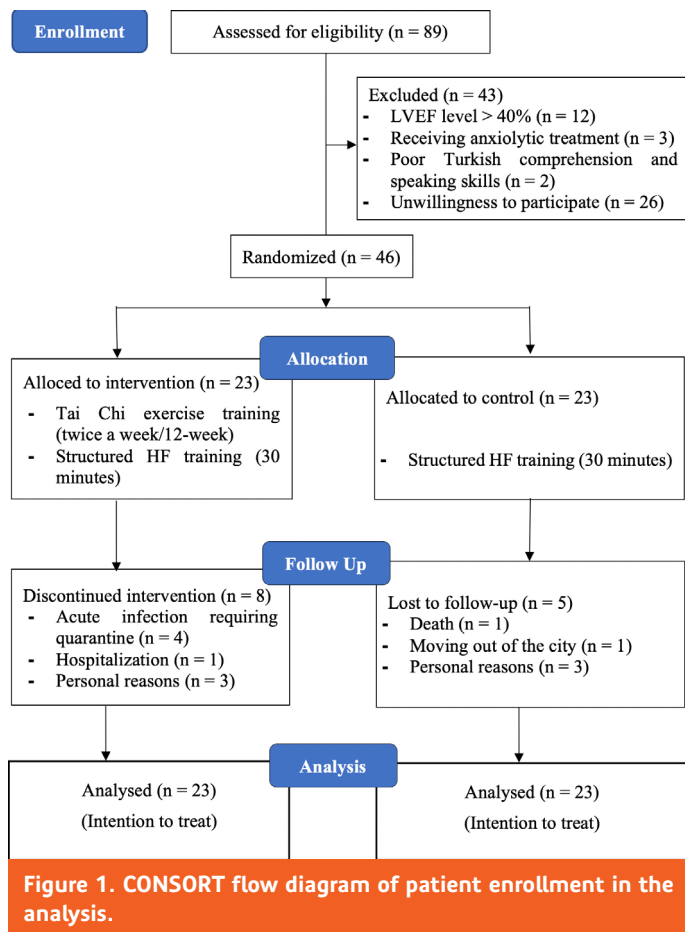 Enrollment
Assessed for eligibility (n = 89)
Excluded (n = 43)
- LVEF level > 40% (n = 12)
- Receiving anxiolytic treatment (n = 3)
- Poor Turkish comprehension and
speaking skills (n = 2)
- Unwillingness to participate (n = 26)
Randomized (n = 46)
Allocation
Alloced to intervention (n = 23)
- Tai Chi exercise training
(twice a week/12-week)
- Structured HF training (30
minutes)
Allocated to control (n = 23)
- Structured HF training (30 minutes)
Follow Up
Discontinued intervention (n = 8)
- Acute infection requiring
quarantine (n = 4)
- Hospitalization (n = 1)
- Personal reasons (n = 3)
Lost to follow-up (n = 5)
- Death (n = 1)
- Moving out of the city (n = 1)
- Personal reasons (n = 3)
Analysis
Analysed (n = 23)
(Intention to treat)
Analysed (n = 23)
(Intention to treat)
Figure 1. CONSORT flow diagram of patient enrollment in the
analysis.